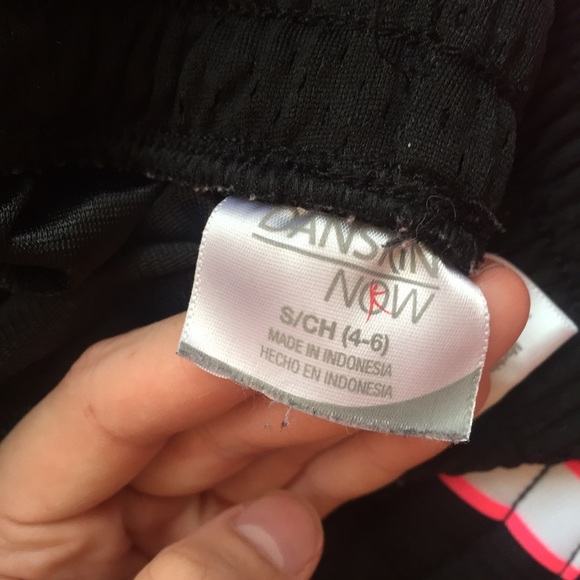 DANSKIN
NOW
S/CH (4-6)
MADE IN INDONESIA
HECHO EN INDONESIA